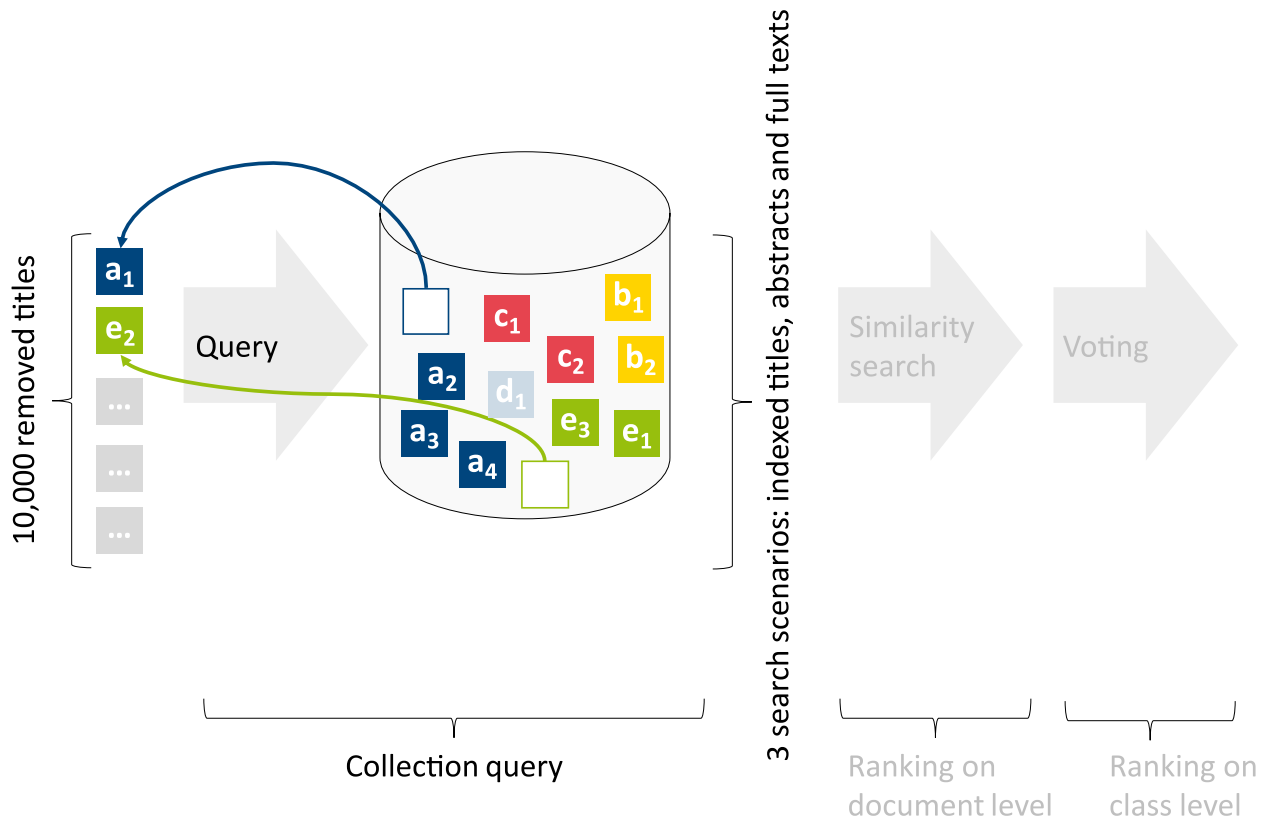 10,000 removed titles
a1
e2
...
...
...
Query
c1
b1
c2
b2
a2
d1
a3
e3
e1
a4
3 search scenarios: indexed titles, abstracts and full texts
Similarity
search
Voting
Collection query
Ranking on
document level
Ranking on
class level